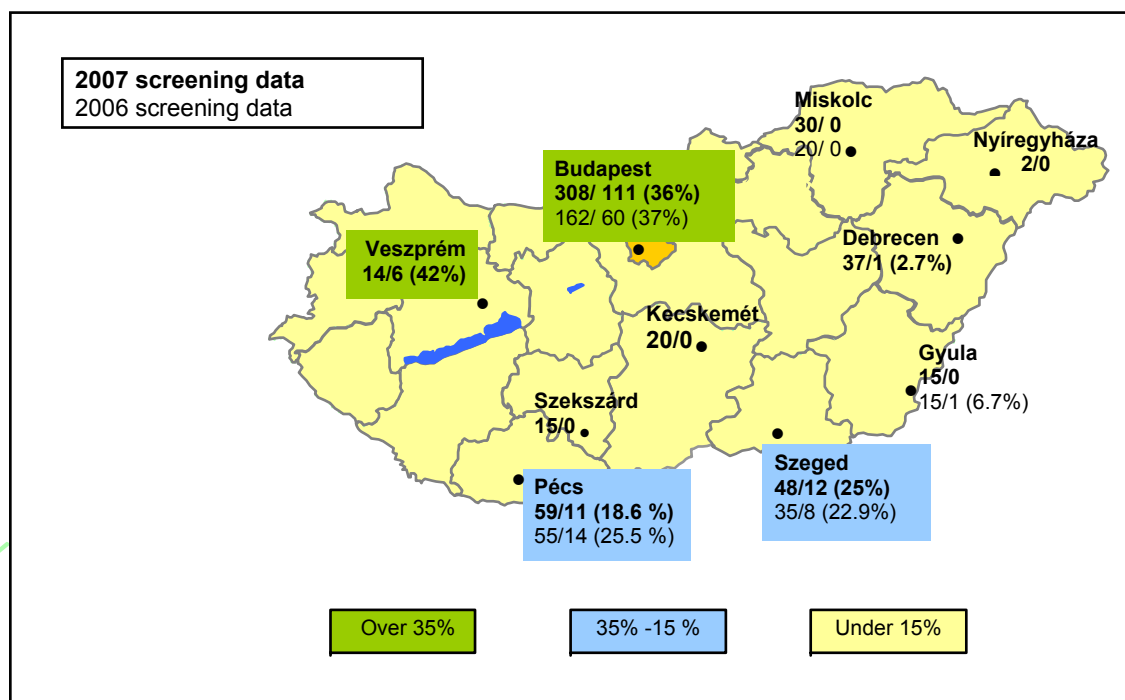 2007 screening data
2006 screening data
Miskolc
30/ 0
20/ 0
Nyíregyháza
2/0
Budapest
308/ 111 (36%)
162/ 60 (37%)
Veszprém
14/6 (42%)
Debrecen
37/1 (2.7%)
Kecskemét
20/0
Gyula
15/0
15/1 (6.7%)
Szekszárd
15/0
Szeged
48/12 (25%)
35/8 (22.9%)
Pécs
59/11 (18.6 %)
55/14 (25.5 %)
Over 35%
35% -15 %
Under 15%